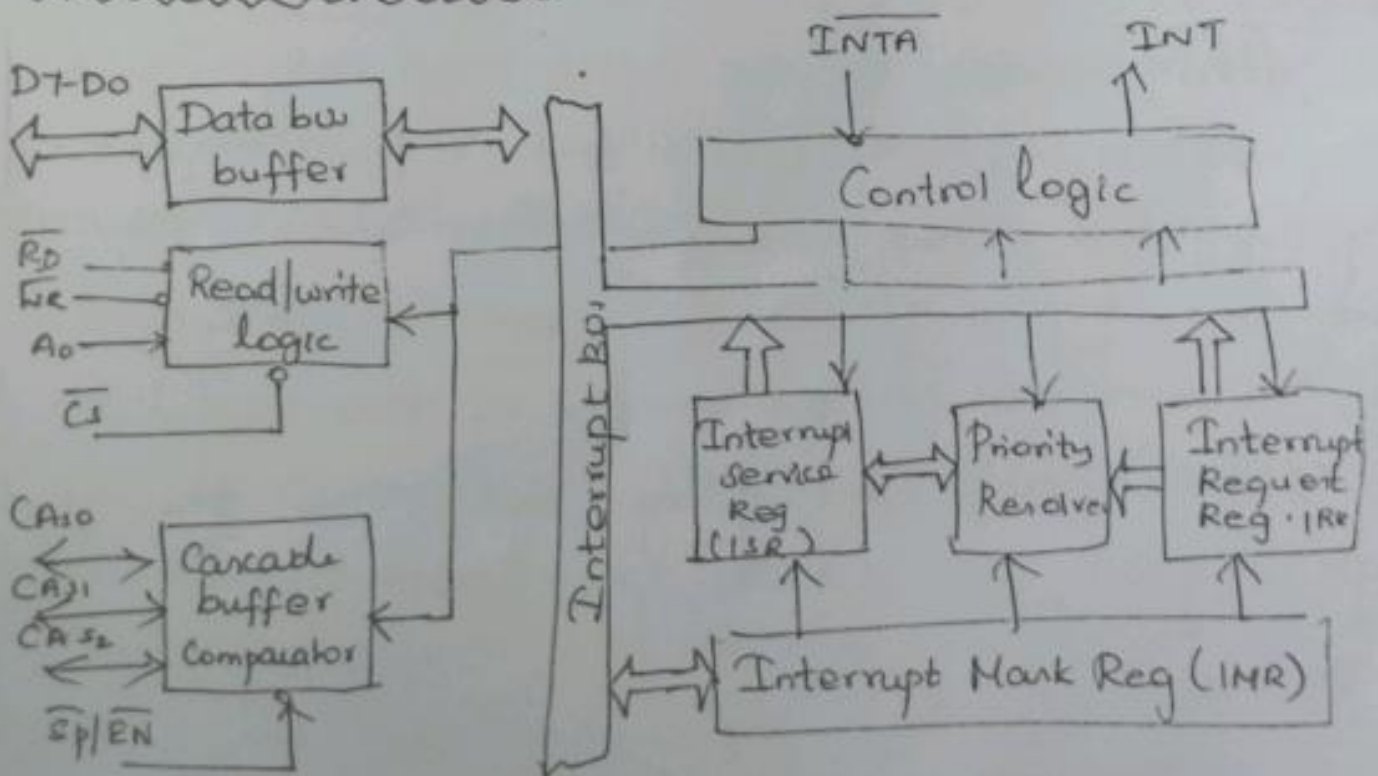 INTA
INT
D7-D0
Data bus
buffer
Control logic
RD
WR
A0
Read/write
logic
CS
Interrupt Bus
Interrupt
Service
Reg
(ISR)
Priority
Resolver
Interrupt
Request
Reg. IRR
CAS0
CAS1
CAS2
Cascade
buffer
Comparator
SP/EN
Interrupt Mask Reg (IMR)